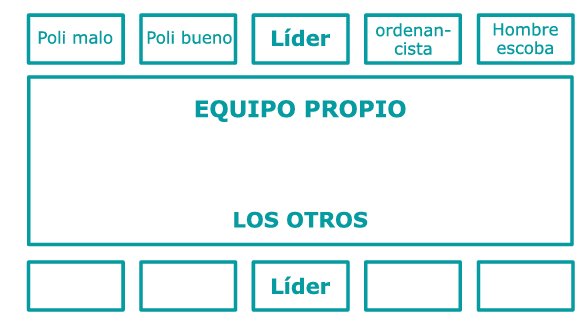 Poli malo
Poli bueno
Líder
ordenan-
cista
Hombre
escoba
EQUIPO PROPIO
LOS OTROS
Líder